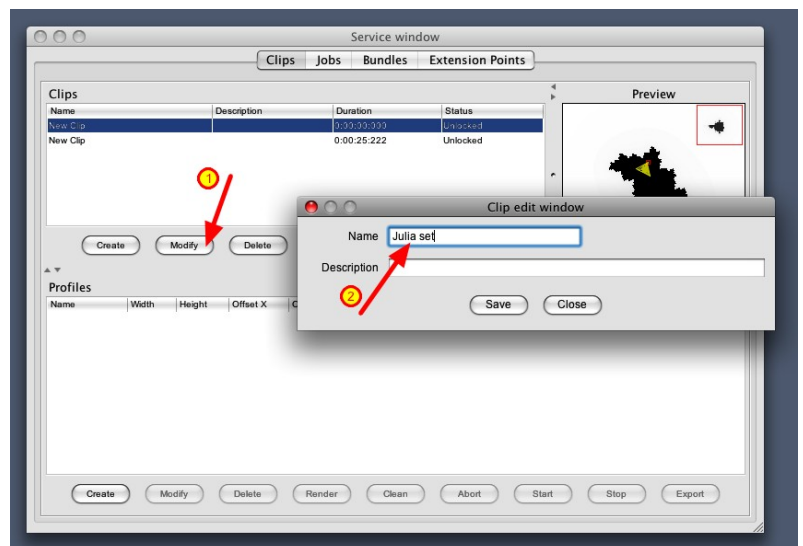 Service window
Clips Jobs Bundles Extension Points
Clips
Name Description Duration Status
New Clip 0:00:00:000 Unlocked
New Clip 0:00:25:222 Unlocked
Preview
1
Create Modify Delete
Clip edit window
Name Julia set
Description
2
Save Close
Profiles
Name Width Height Offset X
Create Modify Delete Render Clean Abort Start Stop Export